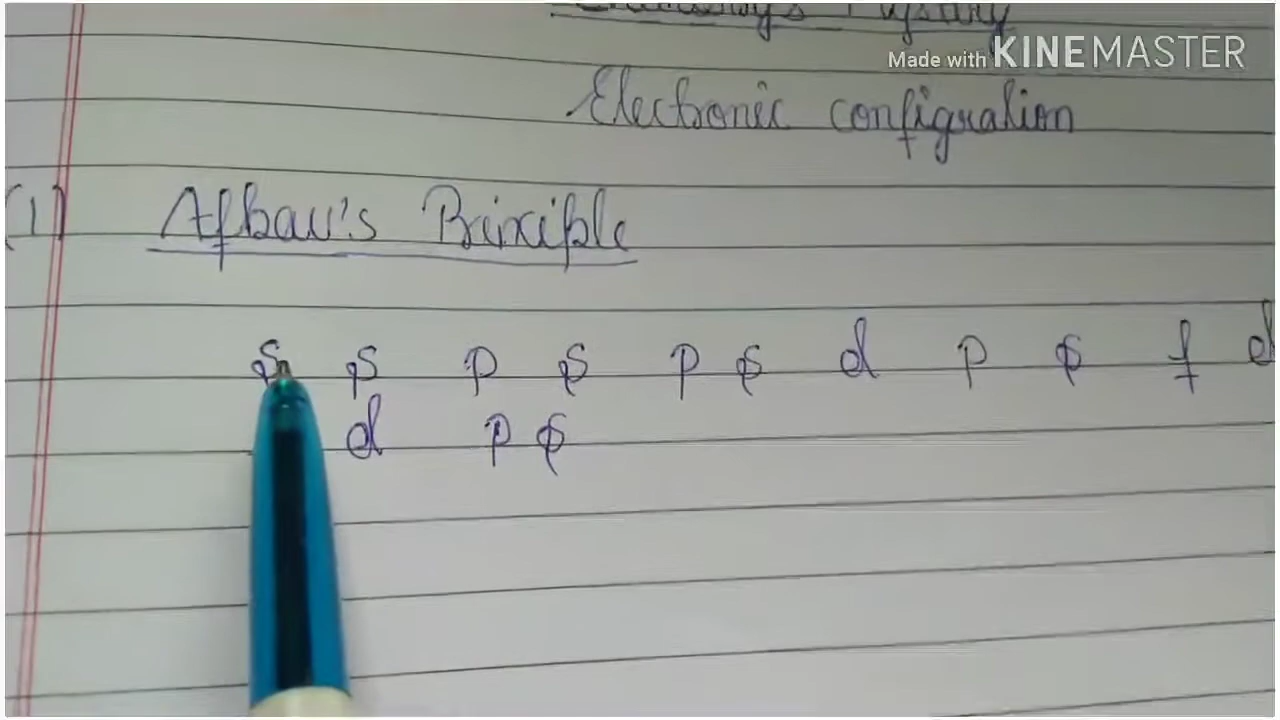 Made with KINEMASTER
Electronic configration
(1) Afbau's Principle
s s p s p s d p s f d
d p s